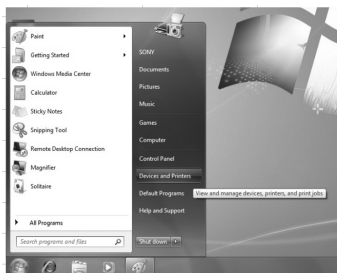 Paint
Getting Started
Windows Media Center
Calculator
Sticky Notes
Snipping Tool
Remote Desktop Connection
Magnifier
Solitaire
All Programs
Search programs and files
SONY
Documents
Pictures
Music
Games
Computer
Control Panel
Devices and Printers
View and manage devices, printers, and print jobs
Default Programs
Help and Support
Shut down